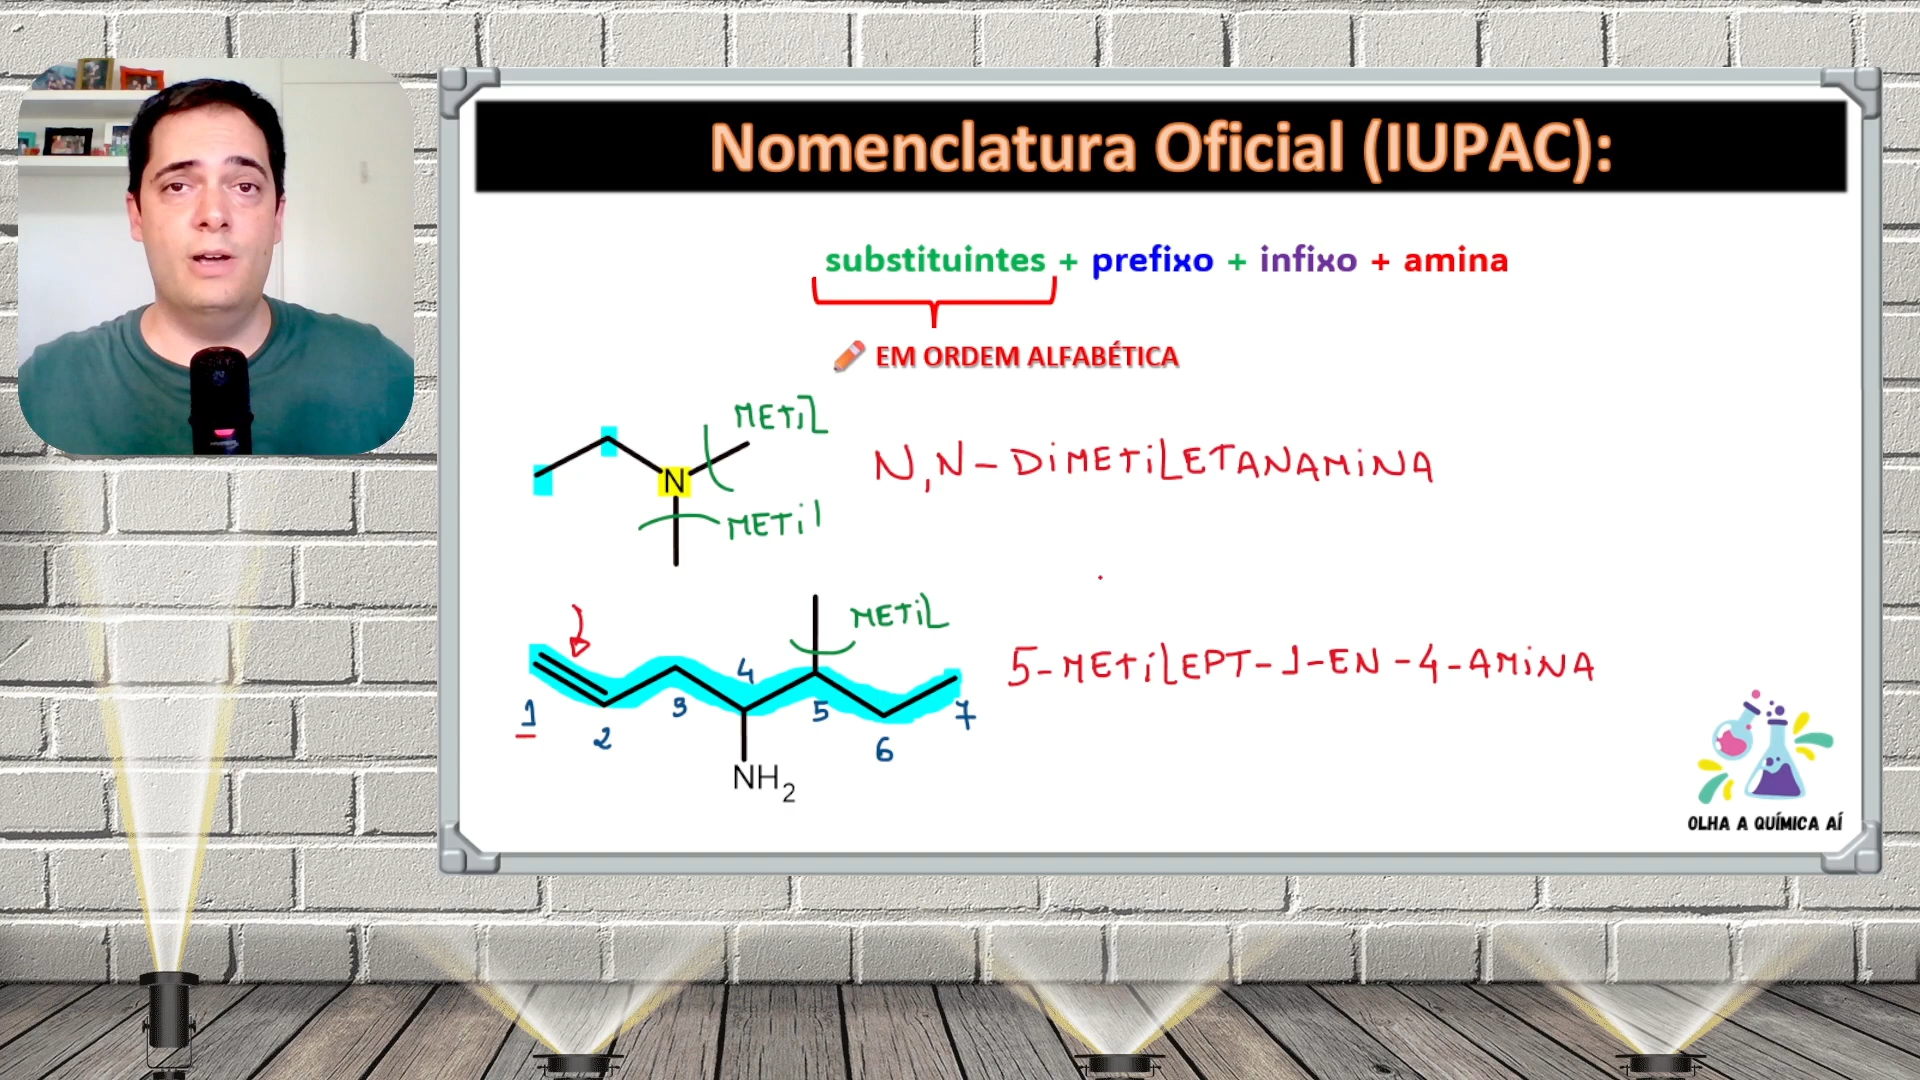 Nomenclatura Oficial (IUPAC):
substituintes + prefixo + infixo + amina
EM ORDEM ALFABÉTICA
METIL
N
METIL
N,N-DIMETILETANAMINA
METIL
1
2
3
4
5
6
7
NH2
5-METILEPT-1-EN-4-AMINA
OLHA A QUÍMICA AÍ